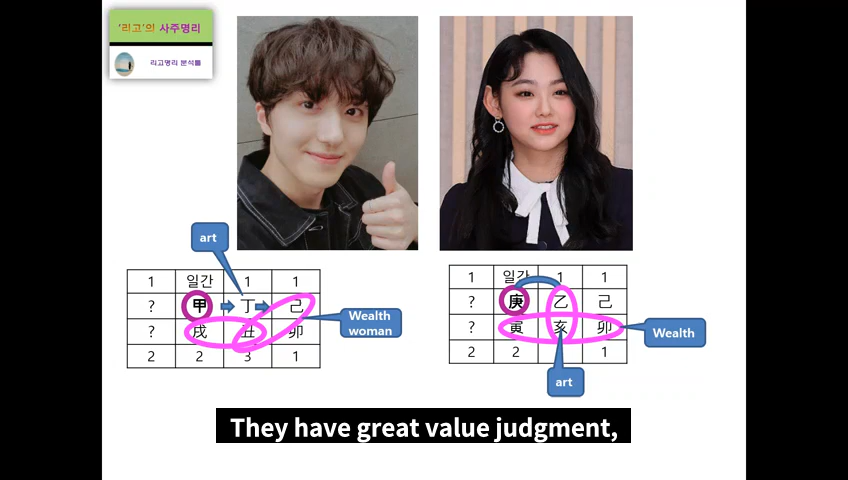 '리고'의 사주명리
리고명리 분석틀
art
1 일간 1 1
? 甲 丁 己
? 戌 丑 卯
2 2 3 1
Wealth
woman
1 일간 1 1
? 庚 乙 己
? 寅 亥 卯
2 2 1
Wealth
art
They have great value judgment,